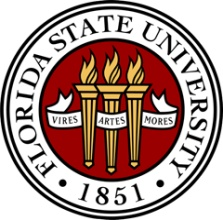 FLORIDA STATE UNIVERSITY
VIRES ARTES MORES
• 1851 •